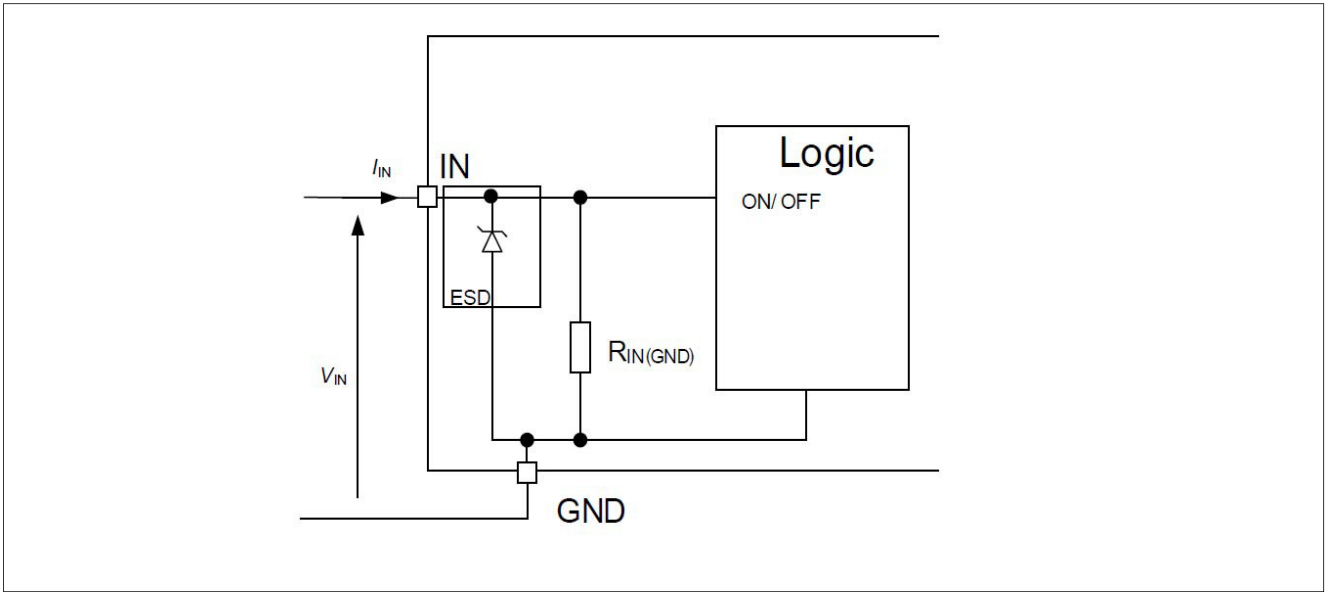 Logic
I_IN
IN
ON/ OFF
ESD
R_IN(GND)
V_IN
GND